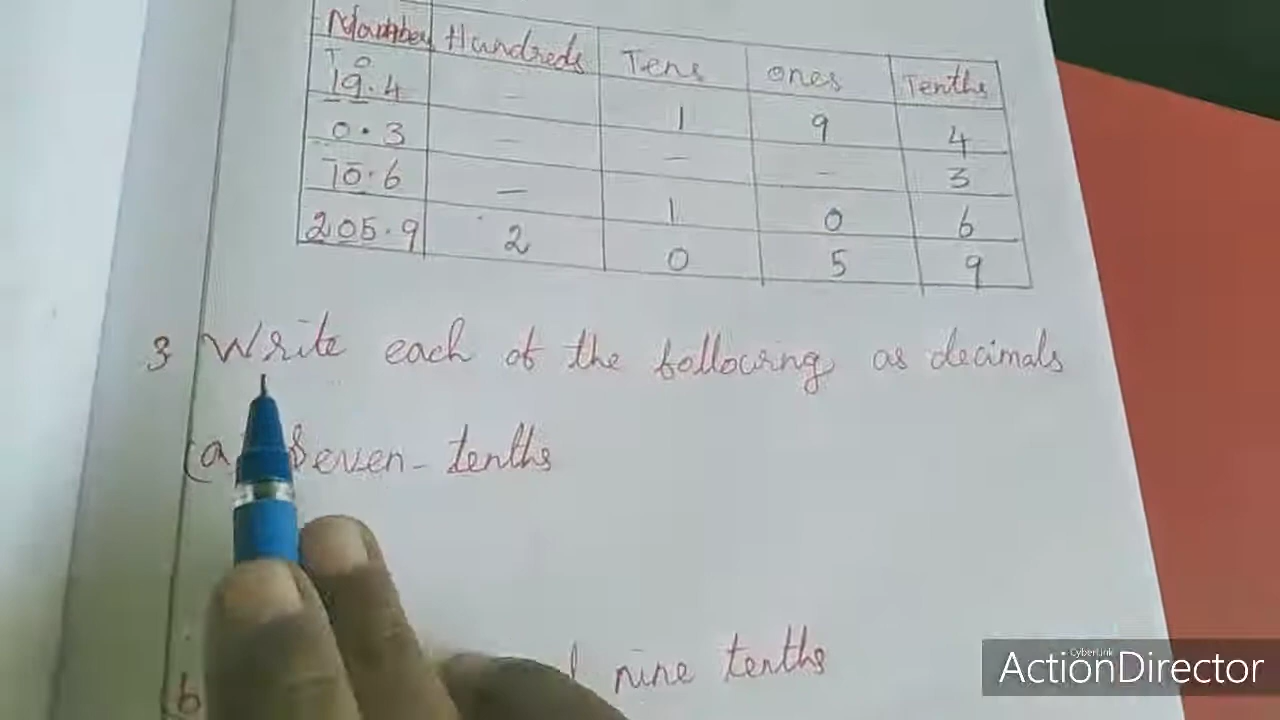 Number Hundreds Tens ones Tenths
T O
19.4 - 1 9 4
0.3 - - - 3
10.6 - 1 0 6
205.9 2 0 5 9
3 Write each of the following as decimals
(a) Seven-tenths
(b nine tenths
CyberLink
ActionDirector